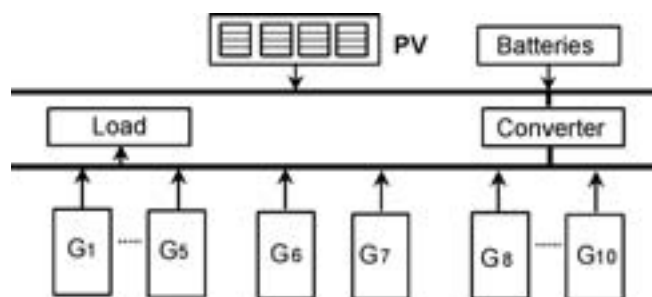 PV
Batteries
Load
Converter
G1 ..... G5
G6
G7
G8 ..... G10